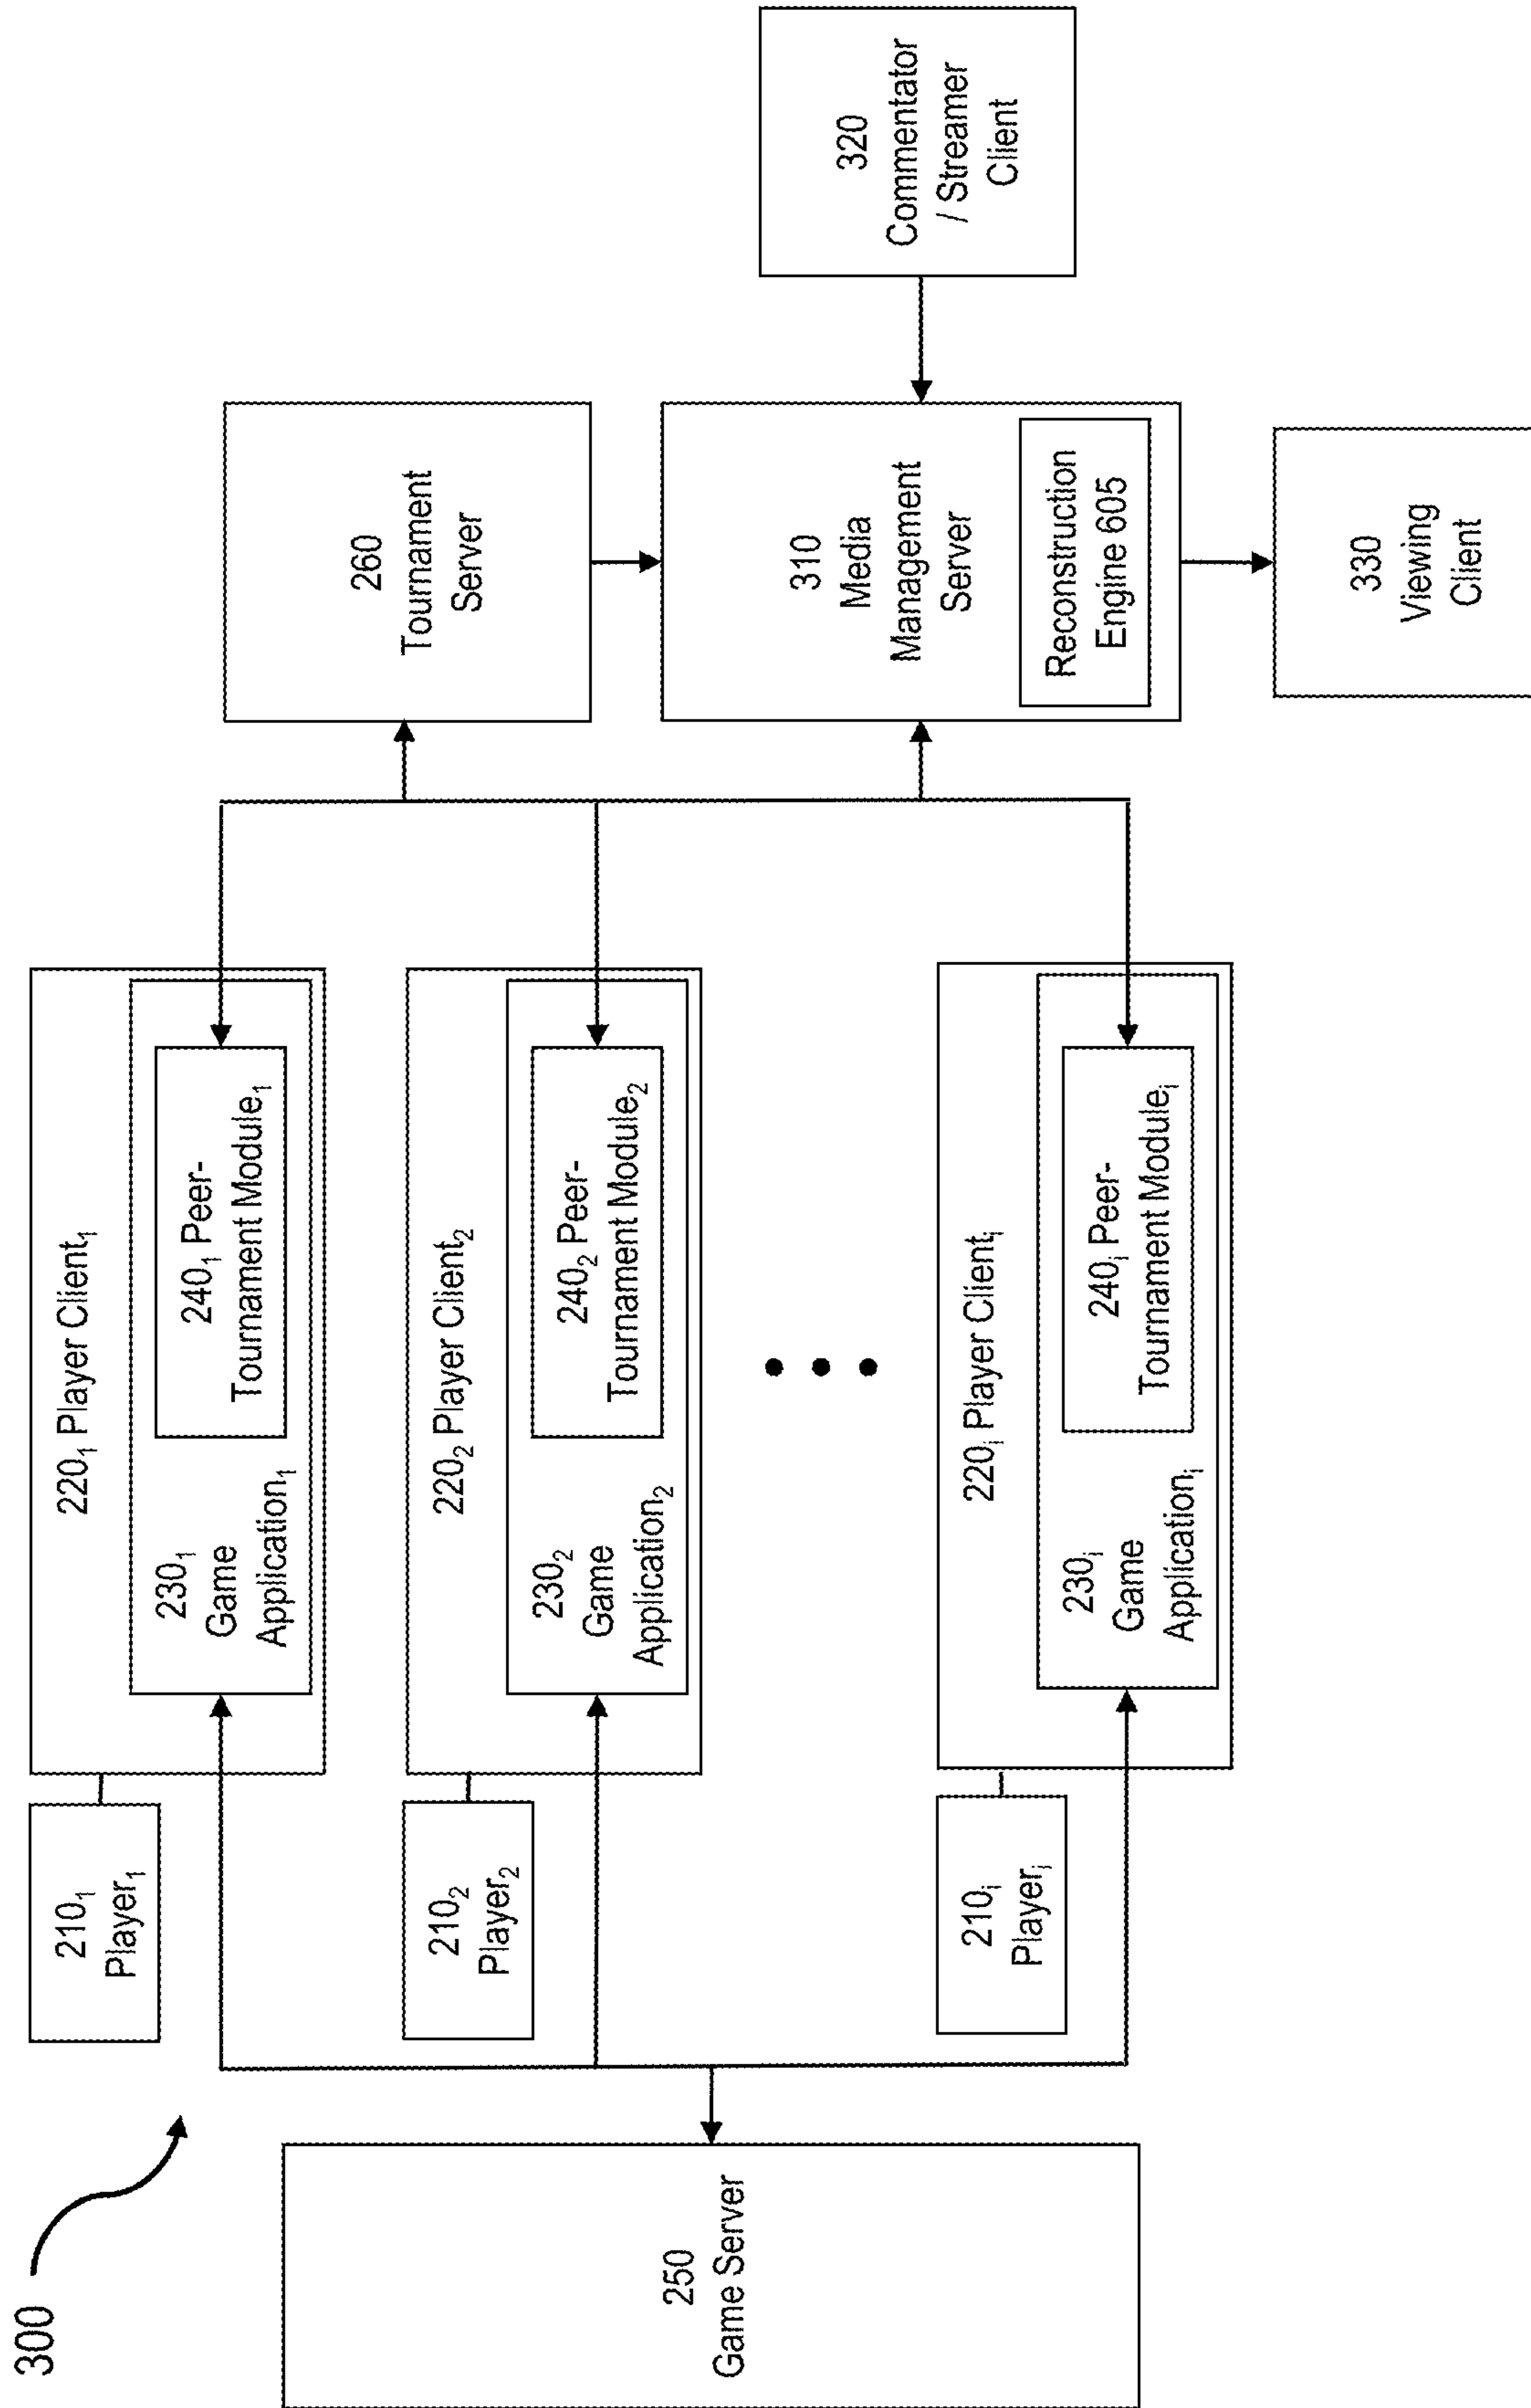 300
250
Game Server
210₁
Player₁
220₁ Player Client₁
230₁
Game
Application₁
240₁ Peer-
Tournament Module₁
210₂
Player₂
220₂ Player Client₂
230₂
Game
Application₂
240₂ Peer-
Tournament Module₂
210ᵢ
Playerᵢ
220ᵢ Player Clientᵢ
230ᵢ
Game
Applicationᵢ
240ᵢ Peer-
Tournament Moduleᵢ
260
Tournament
Server
310
Media
Management
Server
Reconstruction
Engine 605
320
Commentator
/ Streamer
Client
330
Viewing
Client